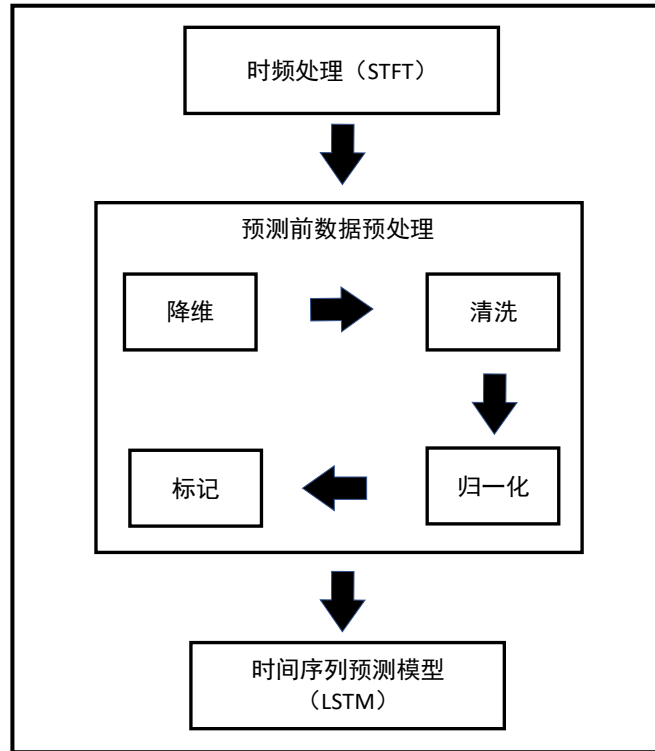 时频处理（STFT）
预测前数据预处理
降维
清洗
标记
归一化
时间序列预测模型
（LSTM）